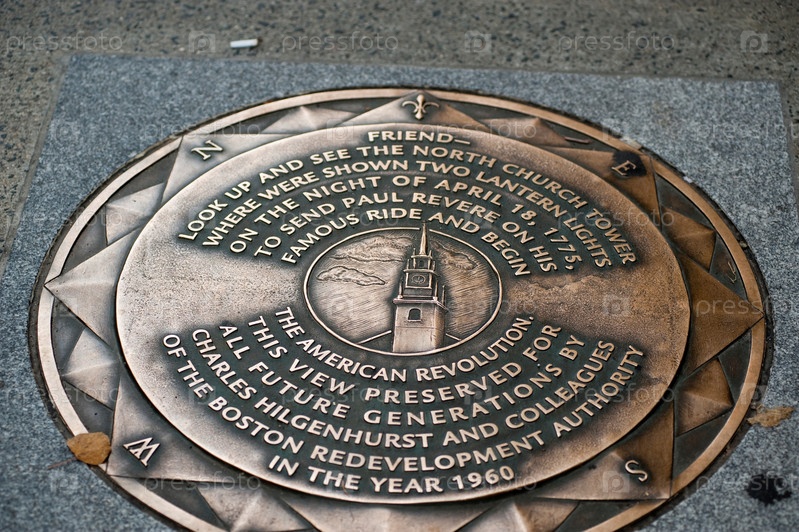 N
E
FRIEND—
LOOK UP AND SEE THE NORTH CHURCH TOWER
WHERE WERE SHOWN TWO LANTERN LIGHTS
ON THE NIGHT OF APRIL 18, 1775,
TO SEND PAUL REVERE ON HIS
FAMOUS RIDE AND BEGIN
THE AMERICAN REVOLUTION.
THIS VIEW PRESERVED FOR
ALL FUTURE GENERATIONS BY
CHARLES HILGENHURST AND COLLEAGUES
OF THE BOSTON REDEVELOPMENT AUTHORITY
IN THE YEAR 1960
W
S
pressfoto